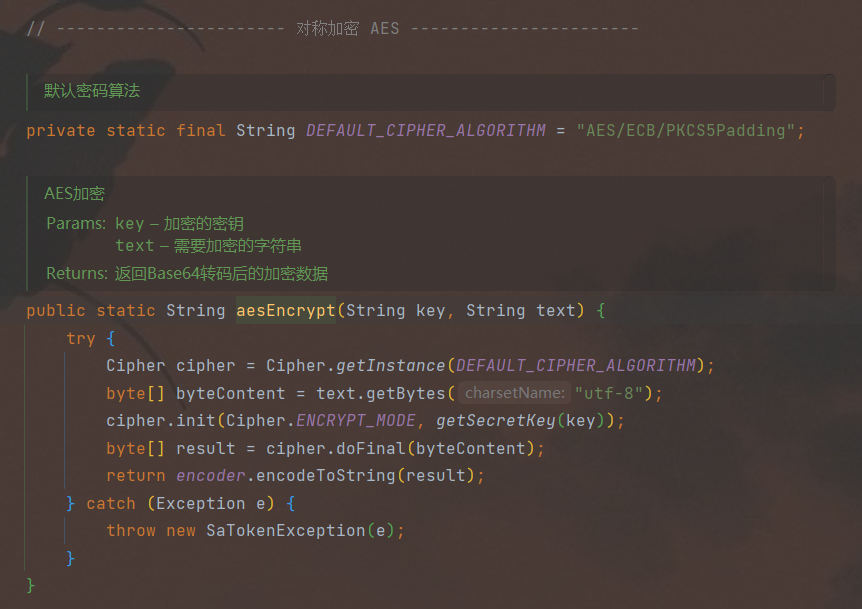 // ----------------------- 对称加密 AES -----------------------
默认密码算法
private static final String DEFAULT_CIPHER_ALGORITHM = "AES/ECB/PKCS5Padding";
AES加密
Params: key – 加密的密钥
text – 需要加密的字符串
Returns: 返回Base64转码后的加密数据
public static String aesEncrypt(String key, String text) {
try {
Cipher cipher = Cipher.getInstance(DEFAULT_CIPHER_ALGORITHM);
byte[] byteContent = text.getBytes( charsetName: "utf-8");
cipher.init(Cipher.ENCRYPT_MODE, getSecretKey(key));
byte[] result = cipher.doFinal(byteContent);
return encoder.encodeToString(result);
} catch (Exception e) {
throw new SaTokenException(e);
}
}